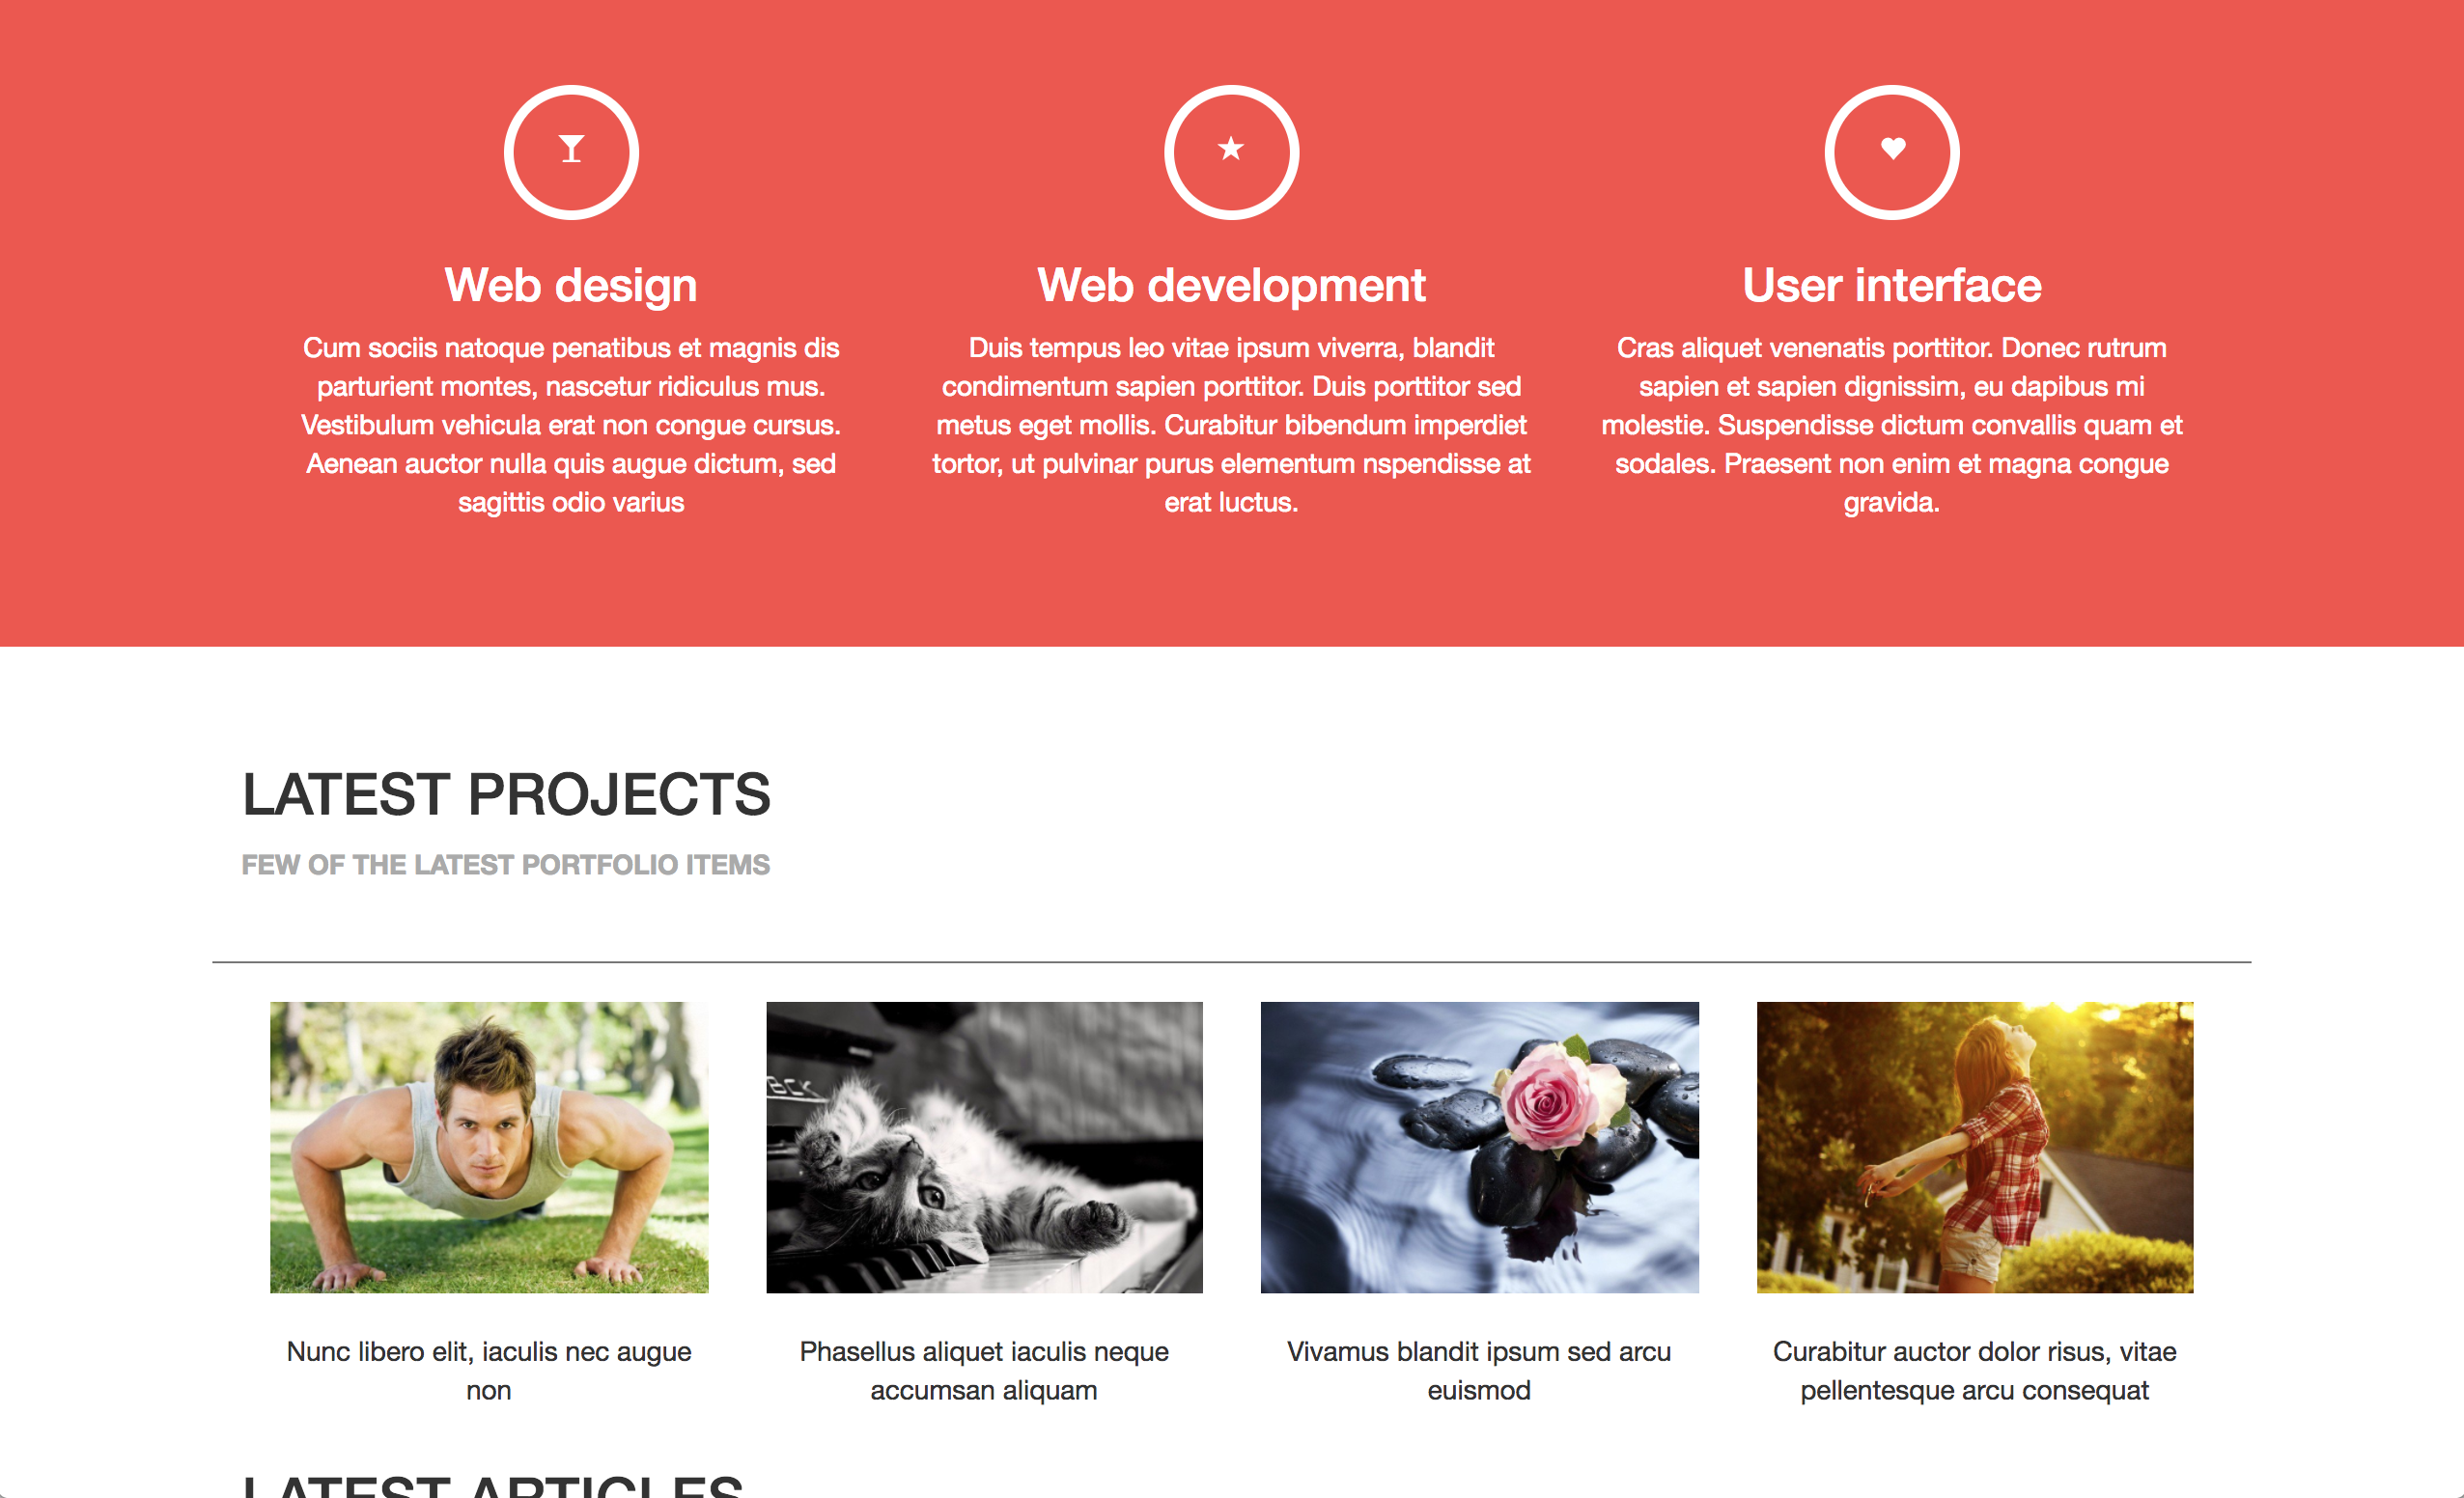 Web design
Cum sociis natoque penatibus et magnis dis
parturient montes, nascetur ridiculus mus.
Vestibulum vehicula erat non congue cursus.
Aenean auctor nulla quis augue dictum, sed
sagittis odio varius
Web development
Duis tempus leo vitae ipsum viverra, blandit
condimentum sapien porttitor. Duis porttitor sed
metus eget mollis. Curabitur bibendum imperdiet
tortor, ut pulvinar purus elementum nspendisse at
erat luctus.
User interface
Cras aliquet venenatis porttitor. Donec rutrum
sapien et sapien dignissim, eu dapibus mi
molestie. Suspendisse dictum convallis quam et
sodales. Praesent non enim et magna congue
gravida.
LATEST PROJECTS
FEW OF THE LATEST PORTFOLIO ITEMS
Nunc libero elit, iaculis nec augue
non
Phasellus aliquet iaculis neque
accumsan aliquam
Vivamus blandit ipsum sed arcu
euismod
Curabitur auctor dolor risus, vitae
pellentesque arcu consequat
LATEST ARTICLES